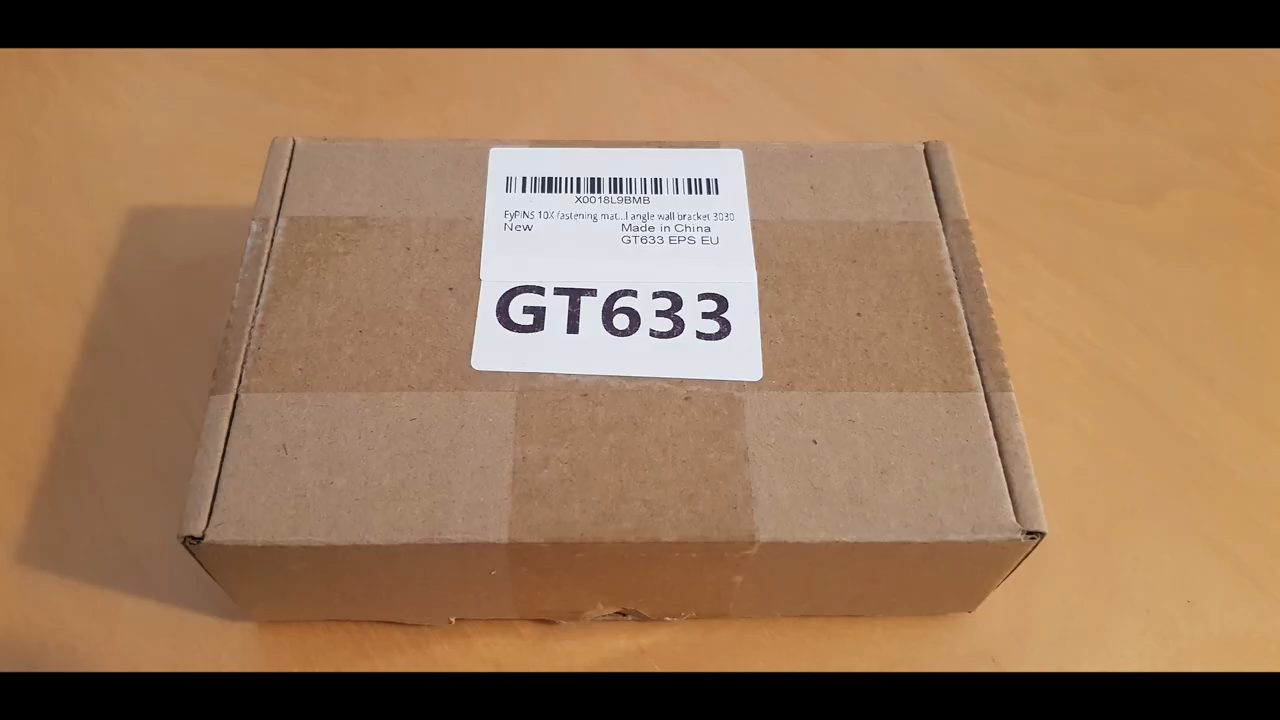 X0018L9BMB
EyPINS 10X fastening mat...l angle wall bracket 3030
New
Made in China
GT633 EPS EU
GT633